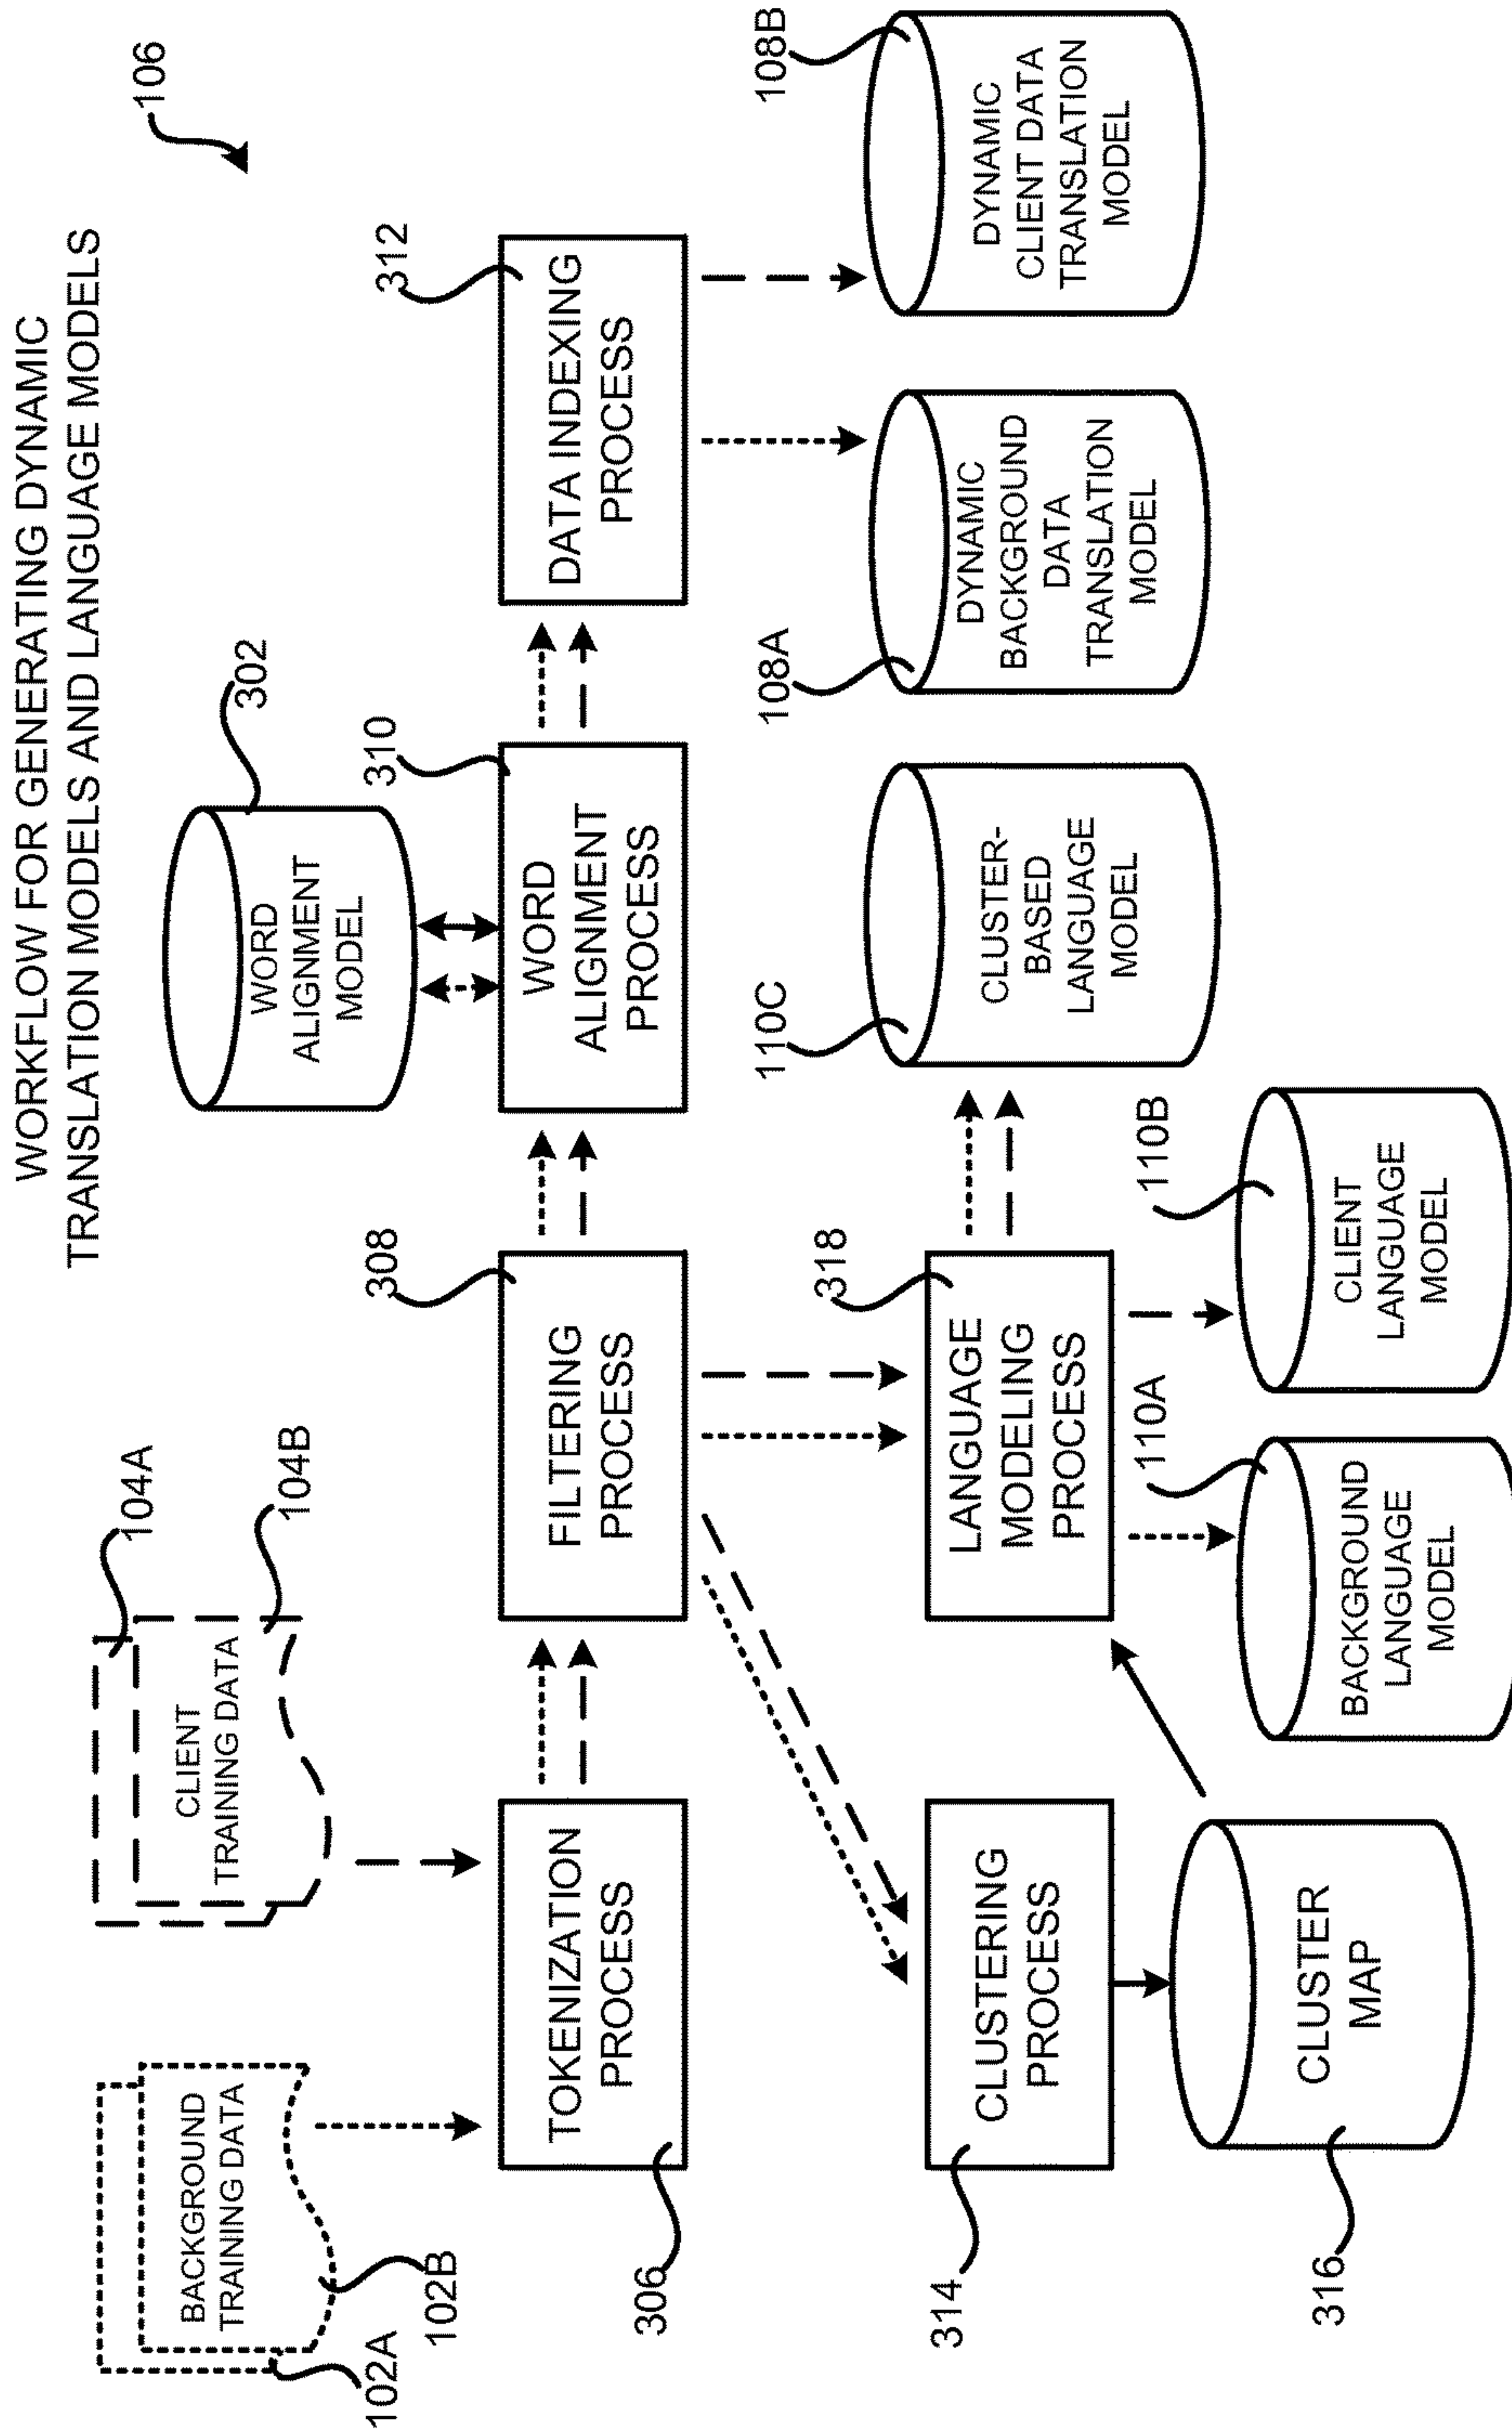 WORKFLOW FOR GENERATING DYNAMIC
TRANSLATION MODELS AND LANGUAGE MODELS
106
102A
102B
BACKGROUND
TRAINING DATA
104A
104B
CLIENT
TRAINING DATA
302
WORD
ALIGNMENT
MODEL
306
TOKENIZATION
PROCESS
308
FILTERING
PROCESS
310
WORD
ALIGNMENT
PROCESS
312
DATA INDEXING
PROCESS
314
CLUSTERING
PROCESS
318
LANGUAGE
MODELING
PROCESS
110C
CLUSTER-
BASED
LANGUAGE
MODEL
108A
DYNAMIC
BACKGROUND
DATA
TRANSLATION
MODEL
108B
DYNAMIC
CLIENT DATA
TRANSLATION
MODEL
316
CLUSTER
MAP
110A
BACKGROUND
LANGUAGE
MODEL
110B
CLIENT
LANGUAGE
MODEL